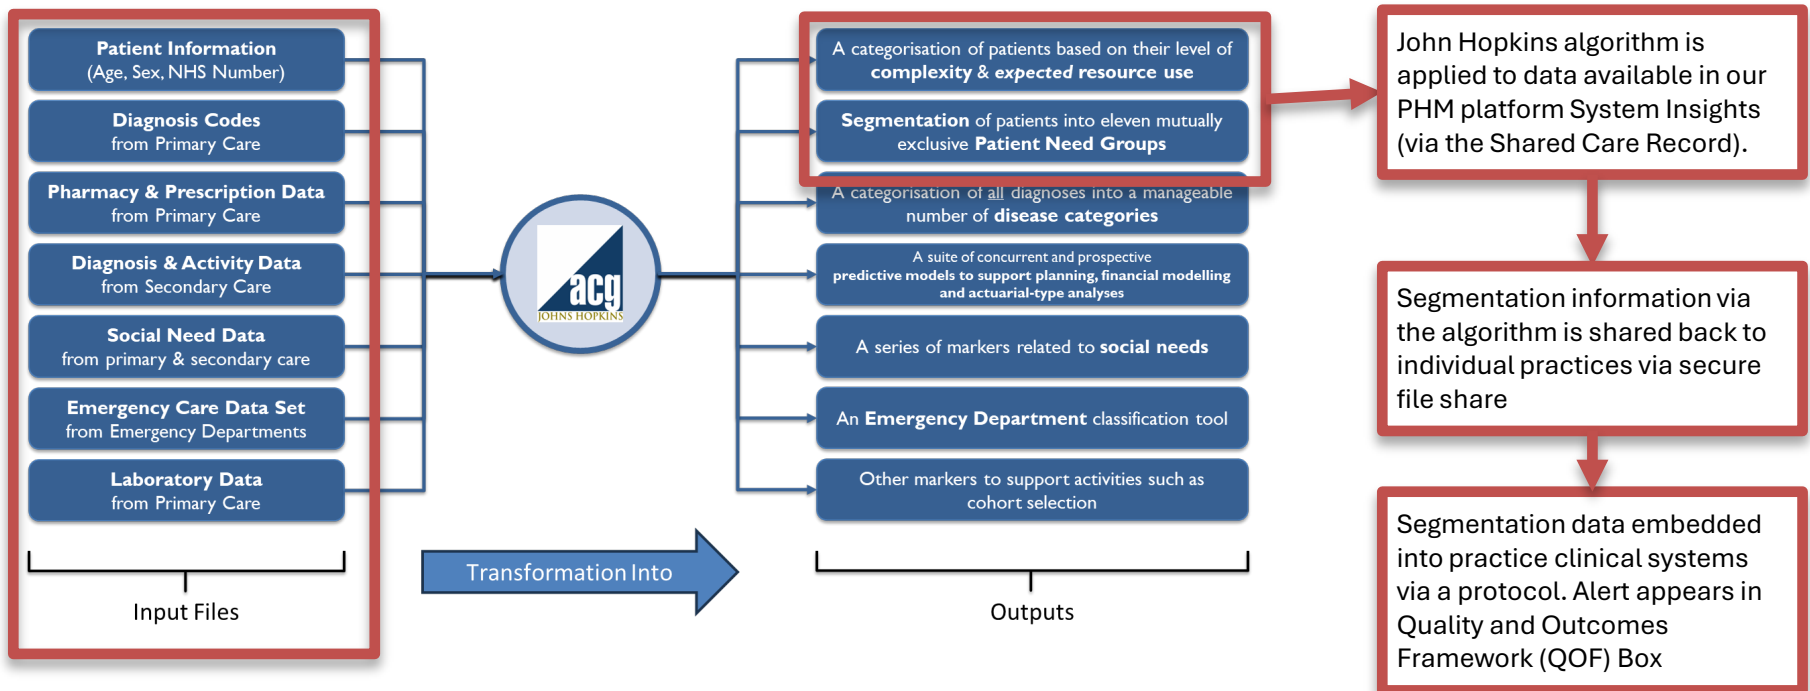 Patient Information
(Age, Sex, NHS Number)
Diagnosis Codes
from Primary Care
Pharmacy & Prescription Data
from Primary Care
Diagnosis & Activity Data
from Secondary Care
Social Need Data
from primary & secondary care
Emergency Care Data Set
from Emergency Departments
Laboratory Data
from Primary Care
Input Files
acg
JOHNS HOPKINS
Transformation Into
A categorisation of patients based on their level of
complexity & expected resource use
Segmentation of patients into eleven mutually
exclusive Patient Need Groups
A categorisation of all diagnoses into a manageable
number of disease categories
A suite of concurrent and prospective
predictive models to support planning, financial modelling
and actuarial-type analyses
A series of markers related to social needs
An Emergency Department classification tool
Other markers to support activities such as
cohort selection
Outputs
John Hopkins algorithm is
applied to data available in our
PHM platform System Insights
(via the Shared Care Record).
Segmentation information via
the algorithm is shared back to
individual practices via secure
file share
Segmentation data embedded
into practice clinical systems
via a protocol. Alert appears in
Quality and Outcomes
Framework (QOF) Box